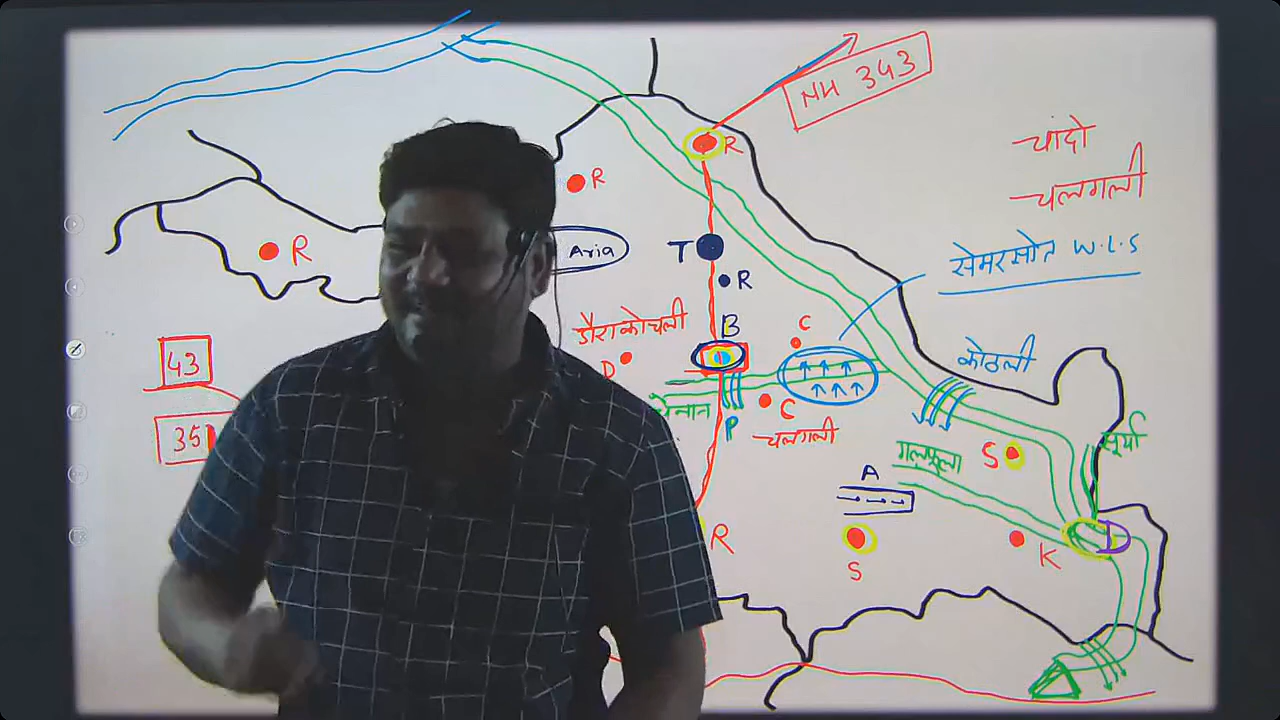 NH 343
R
चांदो
R
चलगली
R
Aria
T
सेमरसोत W.L.S
R
डौराकोचली
B
C
कोठली
43
D
C
P
चलगली
सूर्या
35
गलफूला
S
A
R
S
K